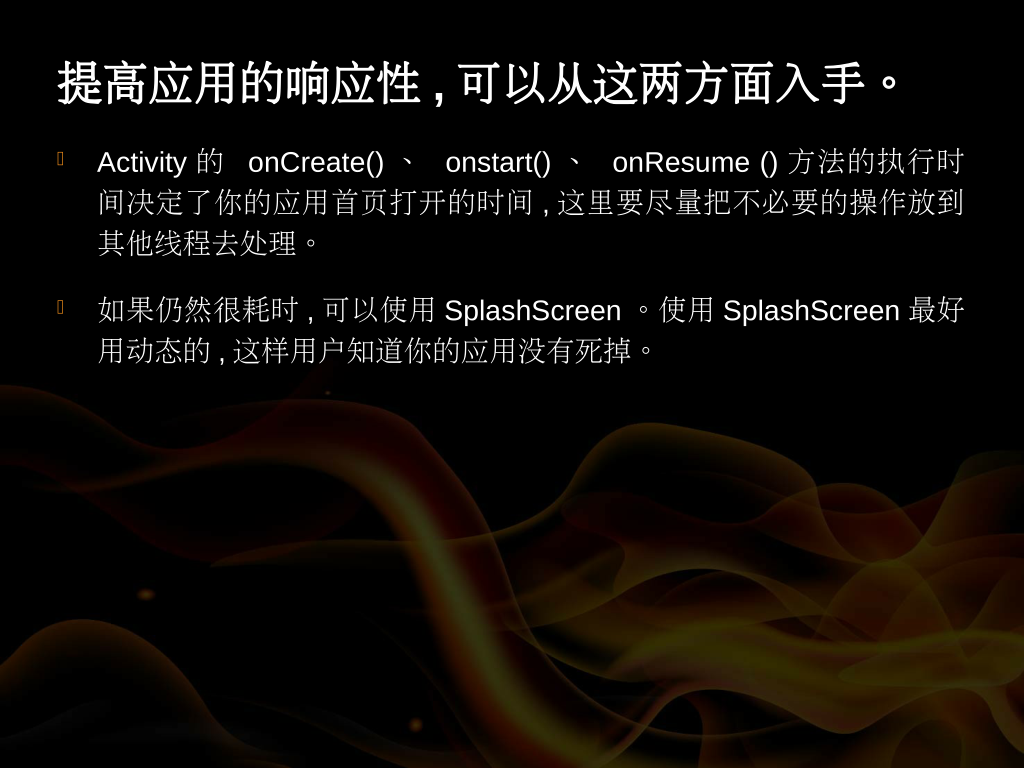 提高应用的响应性 , 可以从这两方面入手。
Activity 的 onCreate() 、 onstart() 、 onResume () 方法的执行时
间决定了你的应用首页打开的时间 , 这里要尽量把不必要的操作放到
其他线程去处理。
如果仍然很耗时 , 可以使用 SplashScreen 。使用 SplashScreen 最好
用动态的 , 这样用户知道你的应用没有死掉。